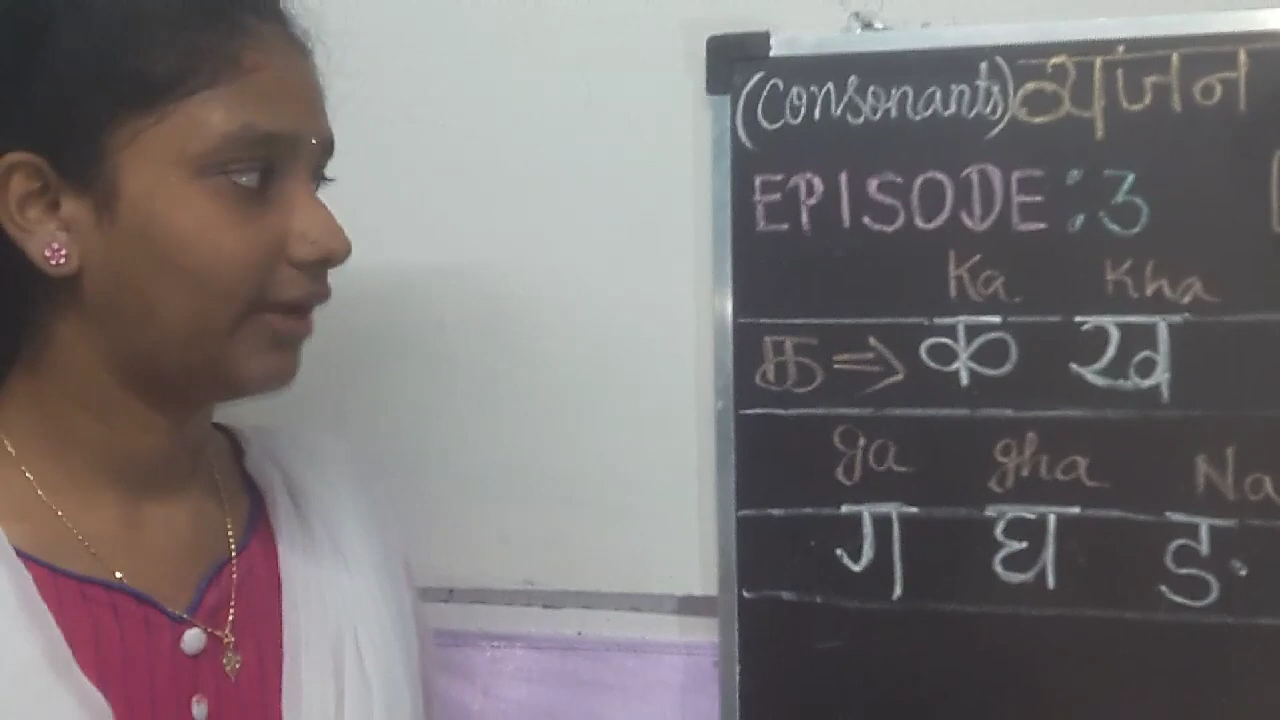 (Consonants) व्यंजन
EPISODE : 3
Ka Kha
க ⇒ क ख
ga gha Na
ग घ ङ